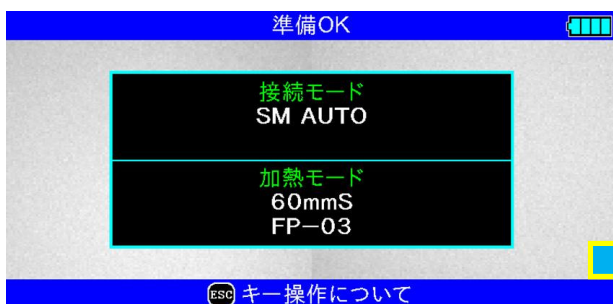 準備OK
接続モード
SM AUTO
加熱モード
60mmS
FP-03
ESC キー操作について